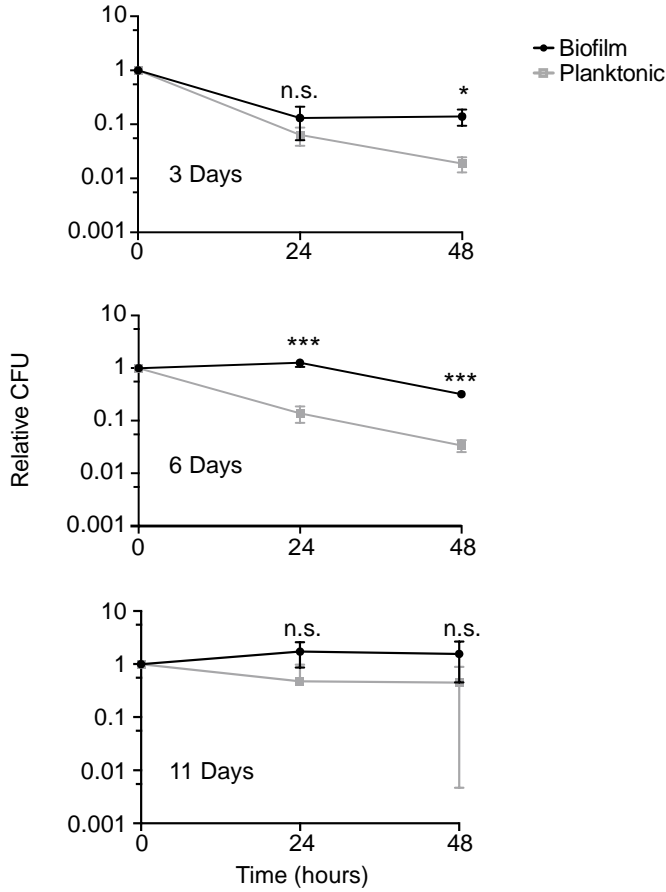 10
1
0.1
0.01
0.001
n.s.
*
3 Days
0
24
48
Biofilm
Planktonic
Relative CFU
10
1
0.1
0.01
0.001
***
***
6 Days
0
24
48
10
1
0.1
0.01
0.001
n.s.
n.s.
11 Days
0
24
48
Time (hours)